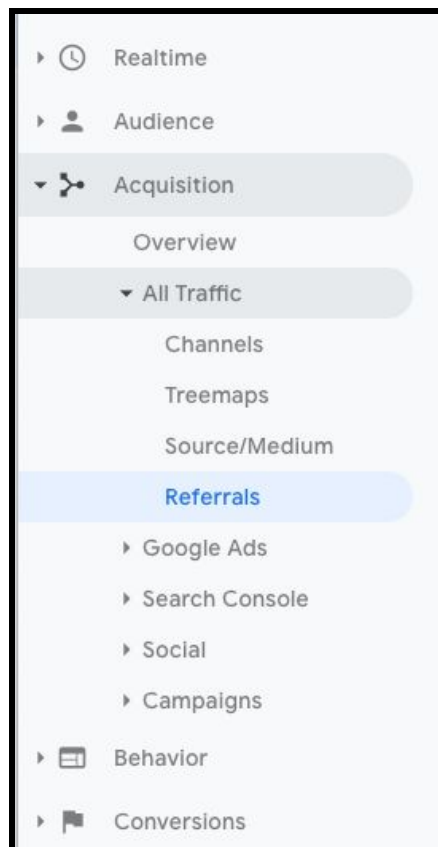 Realtime
Audience
Acquisition
Overview
All Traffic
Channels
Treemaps
Source/Medium
Referrals
Google Ads
Search Console
Social
Campaigns
Behavior
Conversions